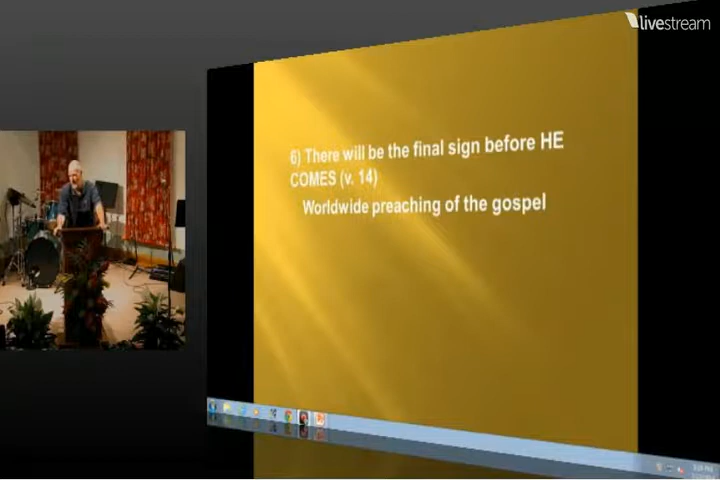 livestream
6) There will be the final sign before HE
COMES (v. 14)
Worldwide preaching of the gospel